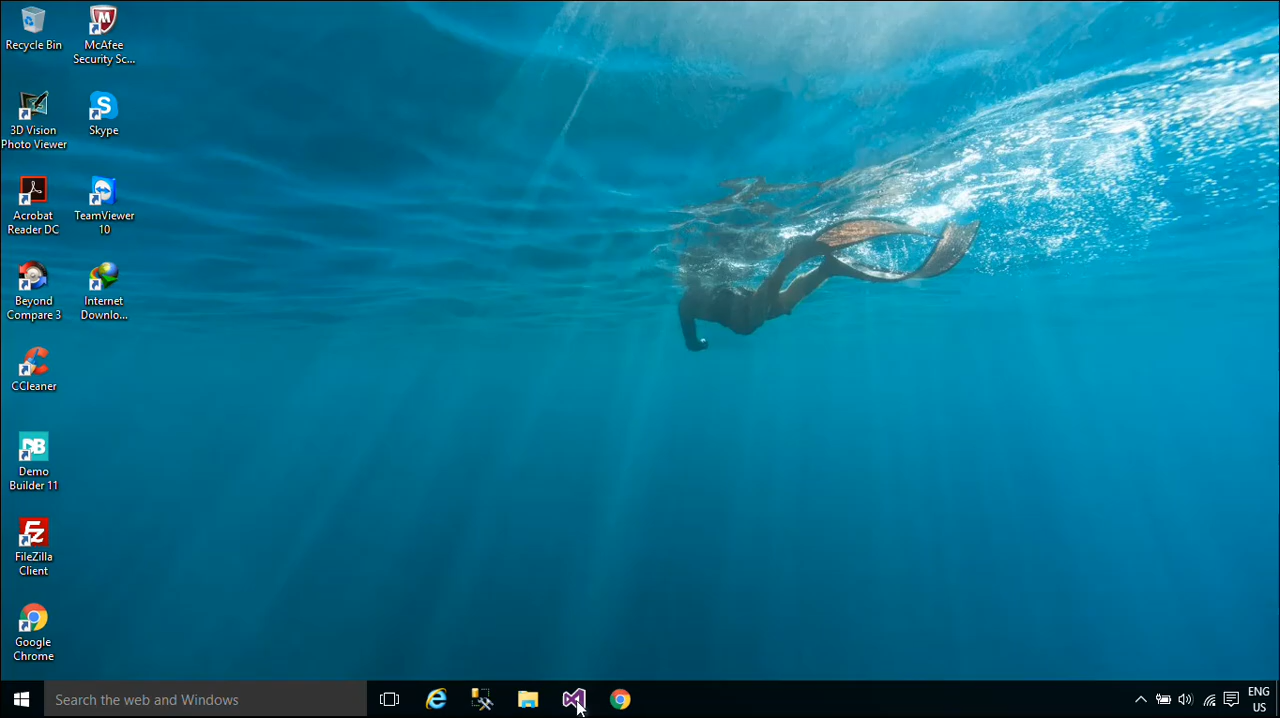 Recycle Bin
McAfee
Security Sc...
3D Vision
Photo Viewer
Skype
Acrobat
Reader DC
TeamViewer
10
Beyond
Compare 3
Internet
Downlo...
CCleaner
DB
Demo
Builder 11
FileZilla
Client
Google
Chrome
Search the web and Windows
ENG
US